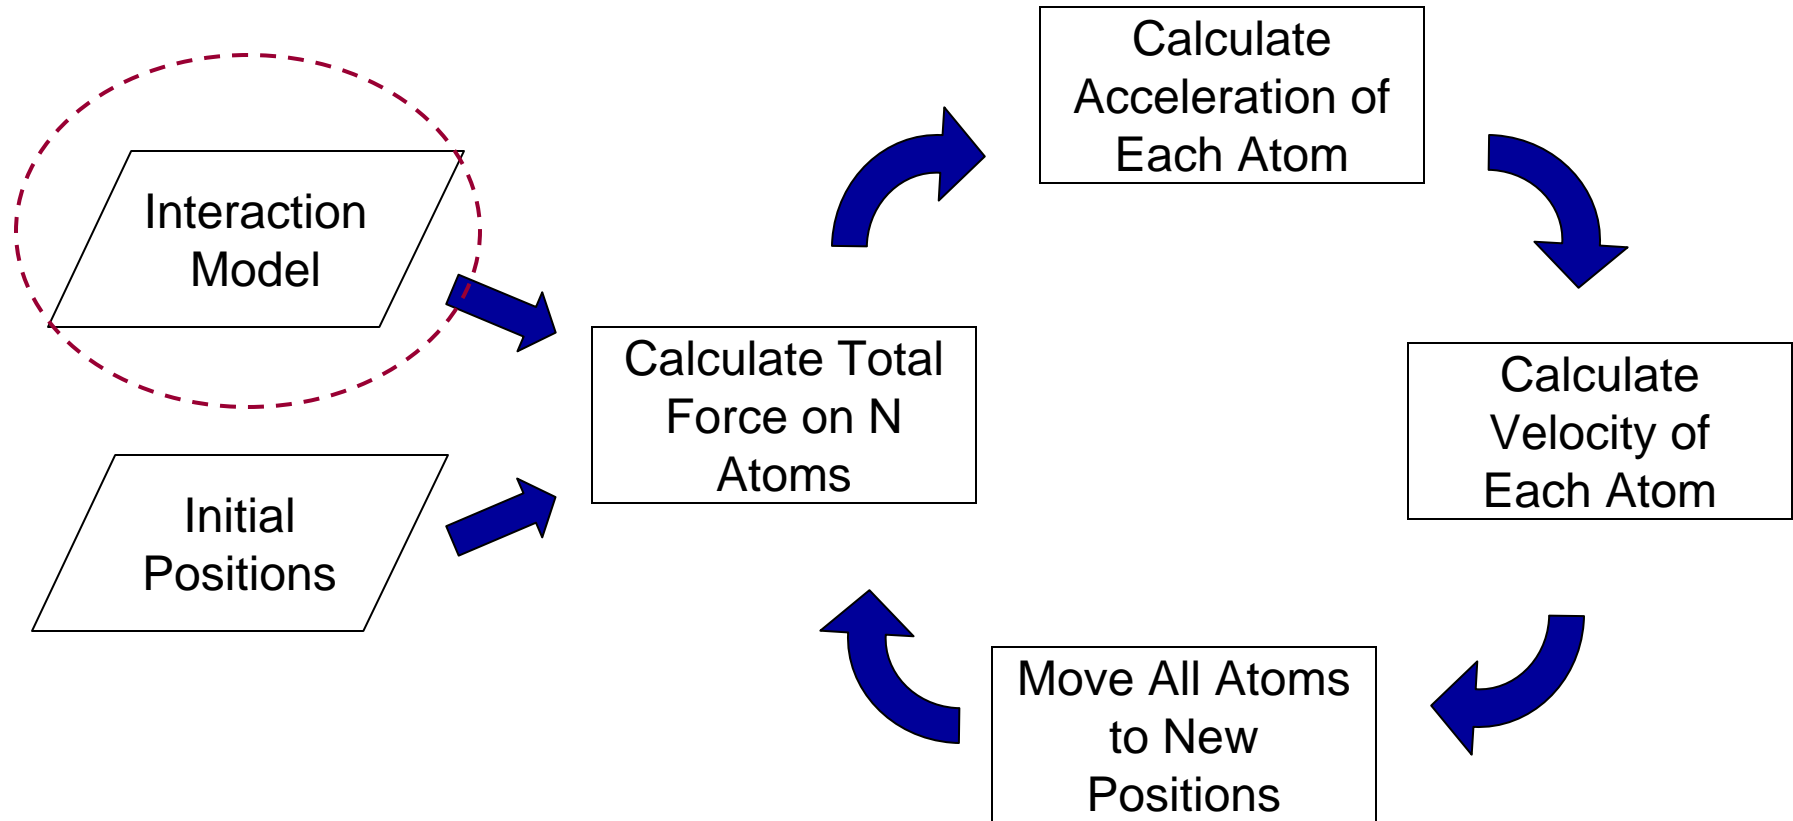 Interaction
Model
Initial
Positions
Calculate Total
Force on N
Atoms
Calculate
Acceleration of
Each Atom
Calculate
Velocity of
Each Atom
Move All Atoms
to New
Positions